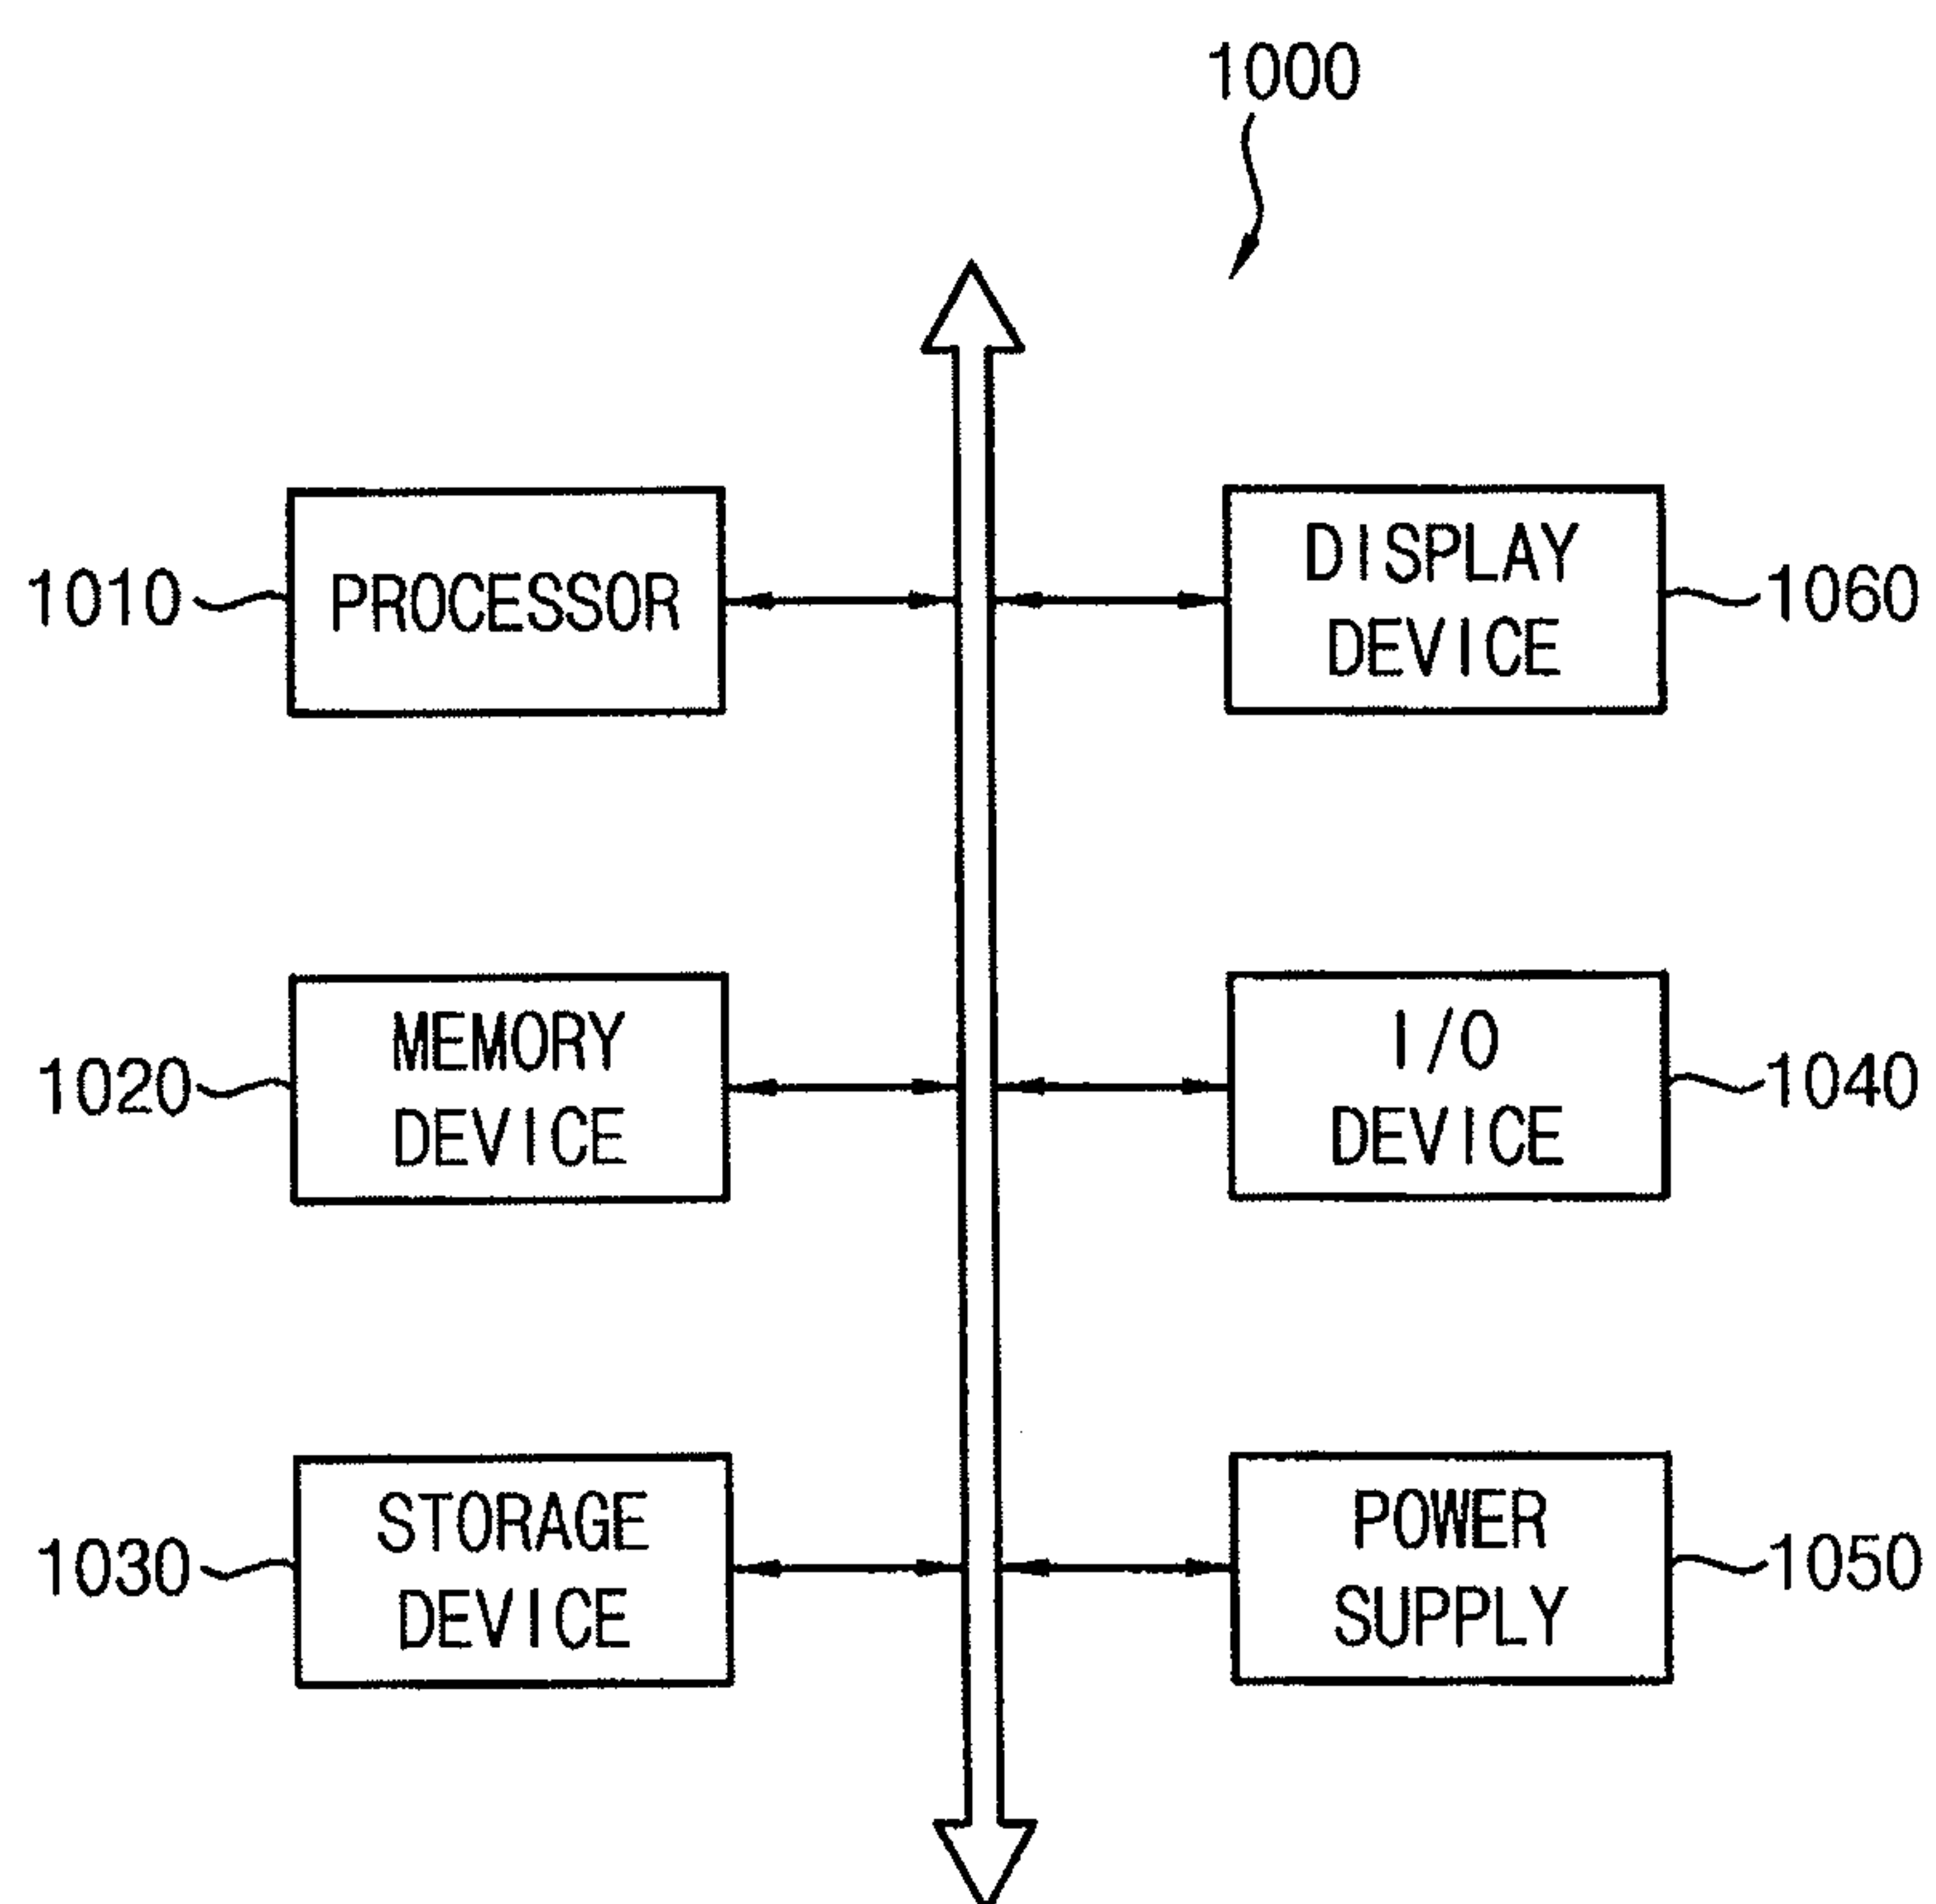 1000
1010
PROCESSOR
DISPLAY
DEVICE
1060
1020
MEMORY
DEVICE
I/O
DEVICE
1040
1030
STORAGE
DEVICE
POWER
SUPPLY
1050